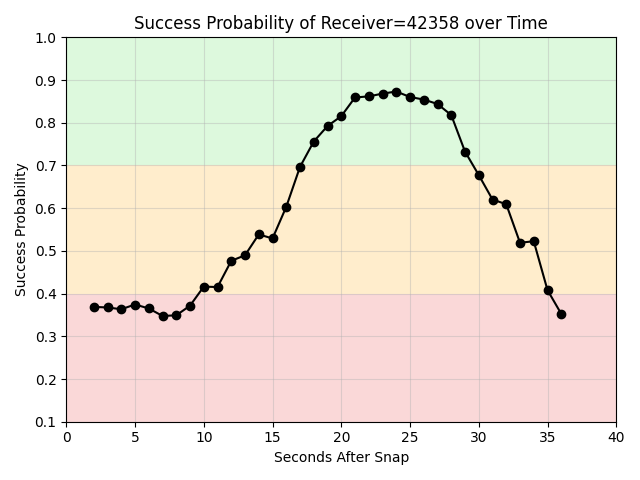 Success Probability of Receiver=42358 over Time
1.0
0.9
0.8
0.7
0.6
0.5
0.4
0.3
0.2
0.1
Success Probability
0 5 10 15 20 25 30 35 40
Seconds After Snap